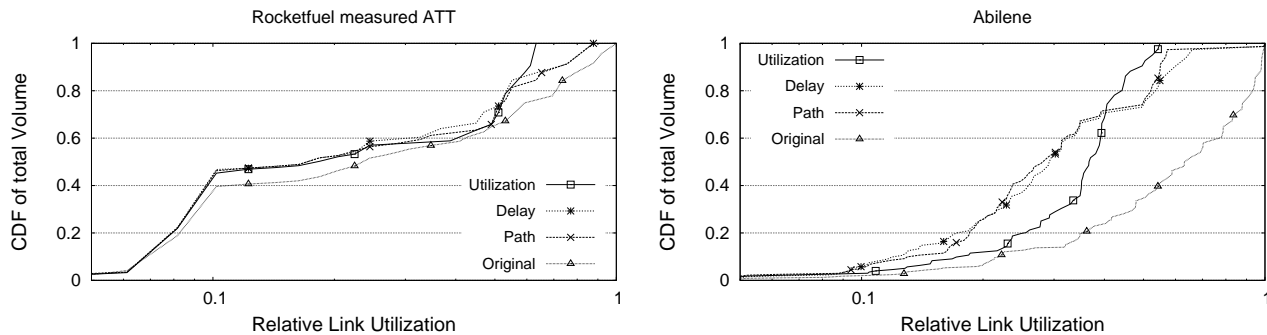 Rocketfuel measured ATT
CDF of total Volume
1
0.8
0.6
0.4
0.2
0
Utilization
Delay
Path
Original
0.1
1
Relative Link Utilization
Abilene
CDF of total Volume
1
0.8
0.6
0.4
0.2
0
Utilization
Delay
Path
Original
0.1
1
Relative Link Utilization